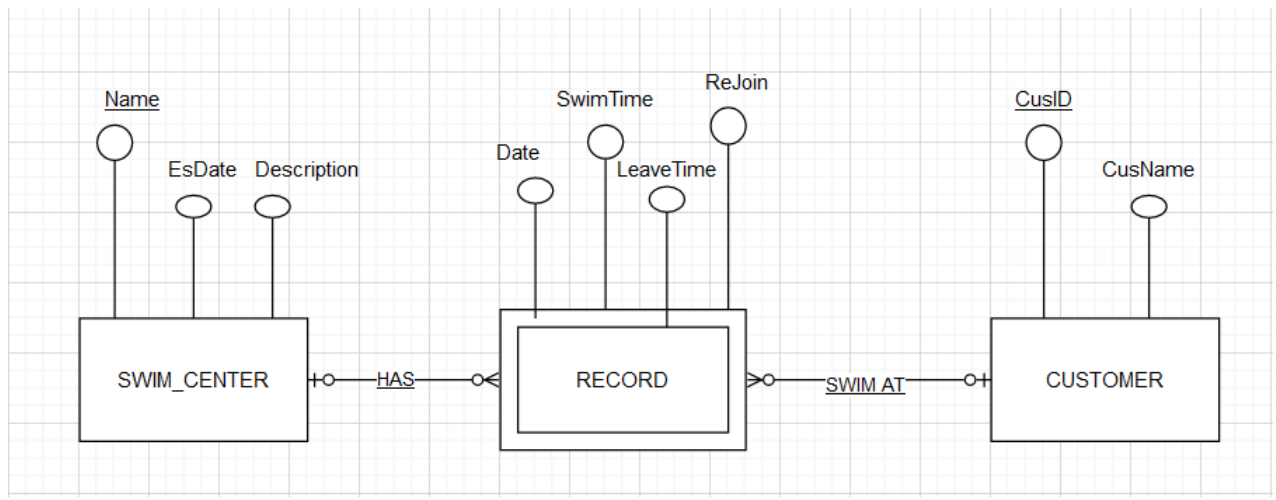 ReJoin
Name
SwimTime
CusID
Date
EsDate
Description
LeaveTime
CusName
SWIM_CENTER
HAS
RECORD
SWIM AT
CUSTOMER